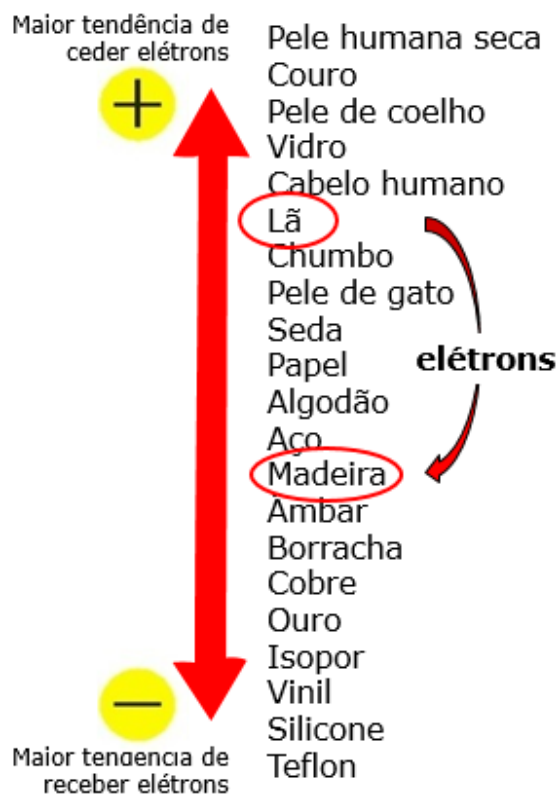 Maior tendência de
ceder elétrons
+
Pele humana seca
Couro
Pele de coelho
Vidro
Cabelo humano
Lã
Chumbo
Pele de gato
Seda
Papel
elétrons
Algodão
Aço
Madeira
Âmbar
Borracha
Cobre
Ouro
Isopor
Vinil
Silicone
Teflon
−
Maior tendência de
receber elétrons